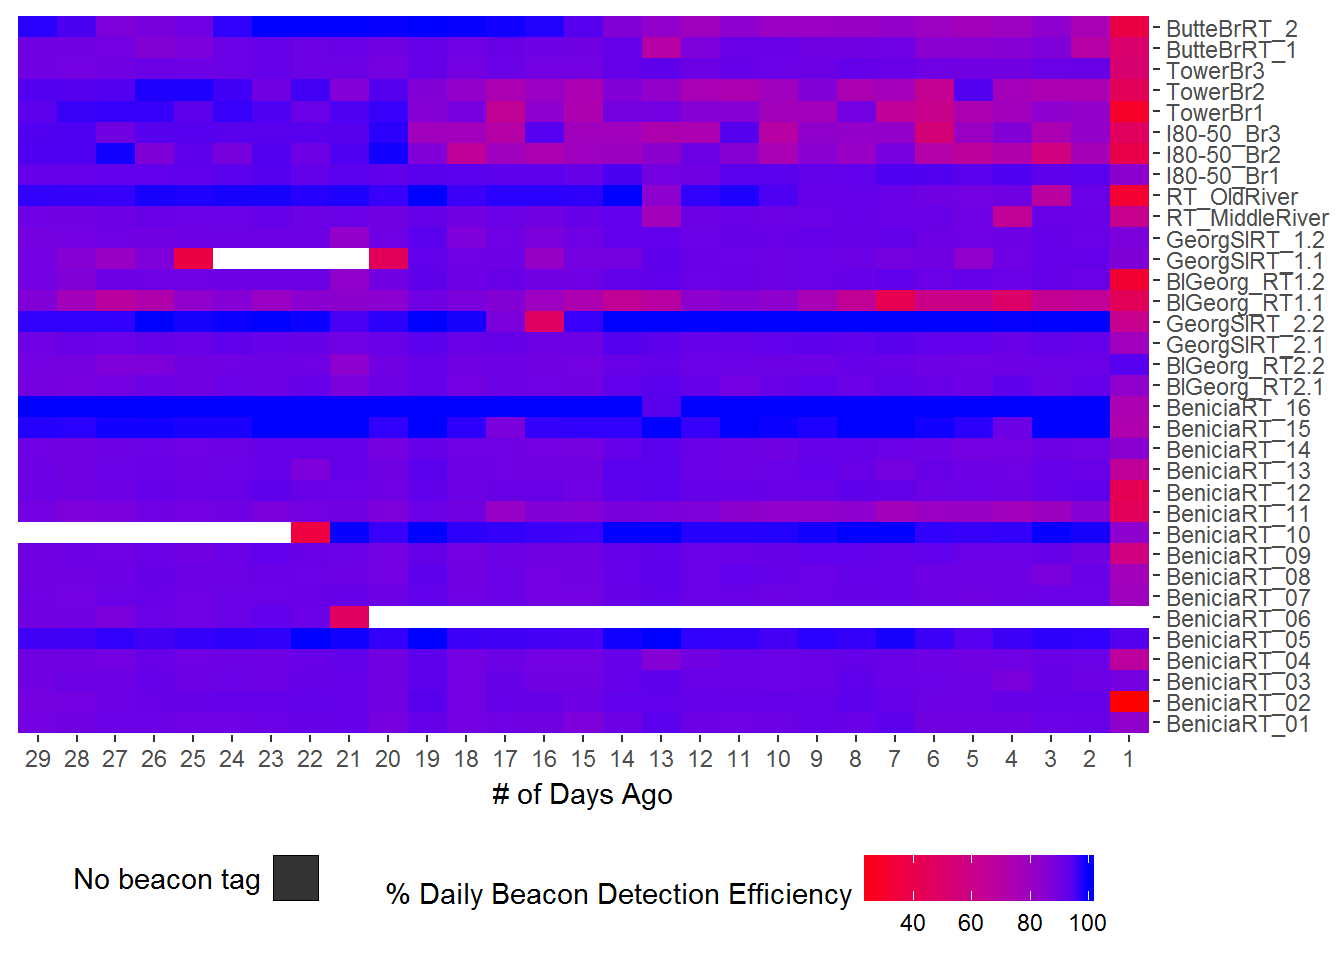 ButteBrRT_2
ButteBrRT_1
TowerBr3
TowerBr2
TowerBr1
I80-50_Br3
I80-50_Br2
I80-50_Br1
RT_OldRiver
RT_MiddleRiver
GeorgSlRT_1.2
GeorgSlRT_1.1
BlGeorg_RT1.2
BlGeorg_RT1.1
GeorgSlRT_2.2
GeorgSlRT_2.1
BlGeorg_RT2.2
BlGeorg_RT2.1
BeniciaRT_16
BeniciaRT_15
BeniciaRT_14
BeniciaRT_13
BeniciaRT_12
BeniciaRT_11
BeniciaRT_10
BeniciaRT_09
BeniciaRT_08
BeniciaRT_07
BeniciaRT_06
BeniciaRT_05
BeniciaRT_04
BeniciaRT_03
BeniciaRT_02
BeniciaRT_01
29 28 27 26 25 24 23 22 21 20 19 18 17 16 15 14 13 12 11 10 9 8 7 6 5 4 3 2 1
# of Days Ago
No beacon tag
% Daily Beacon Detection Efficiency
40 60 80 100